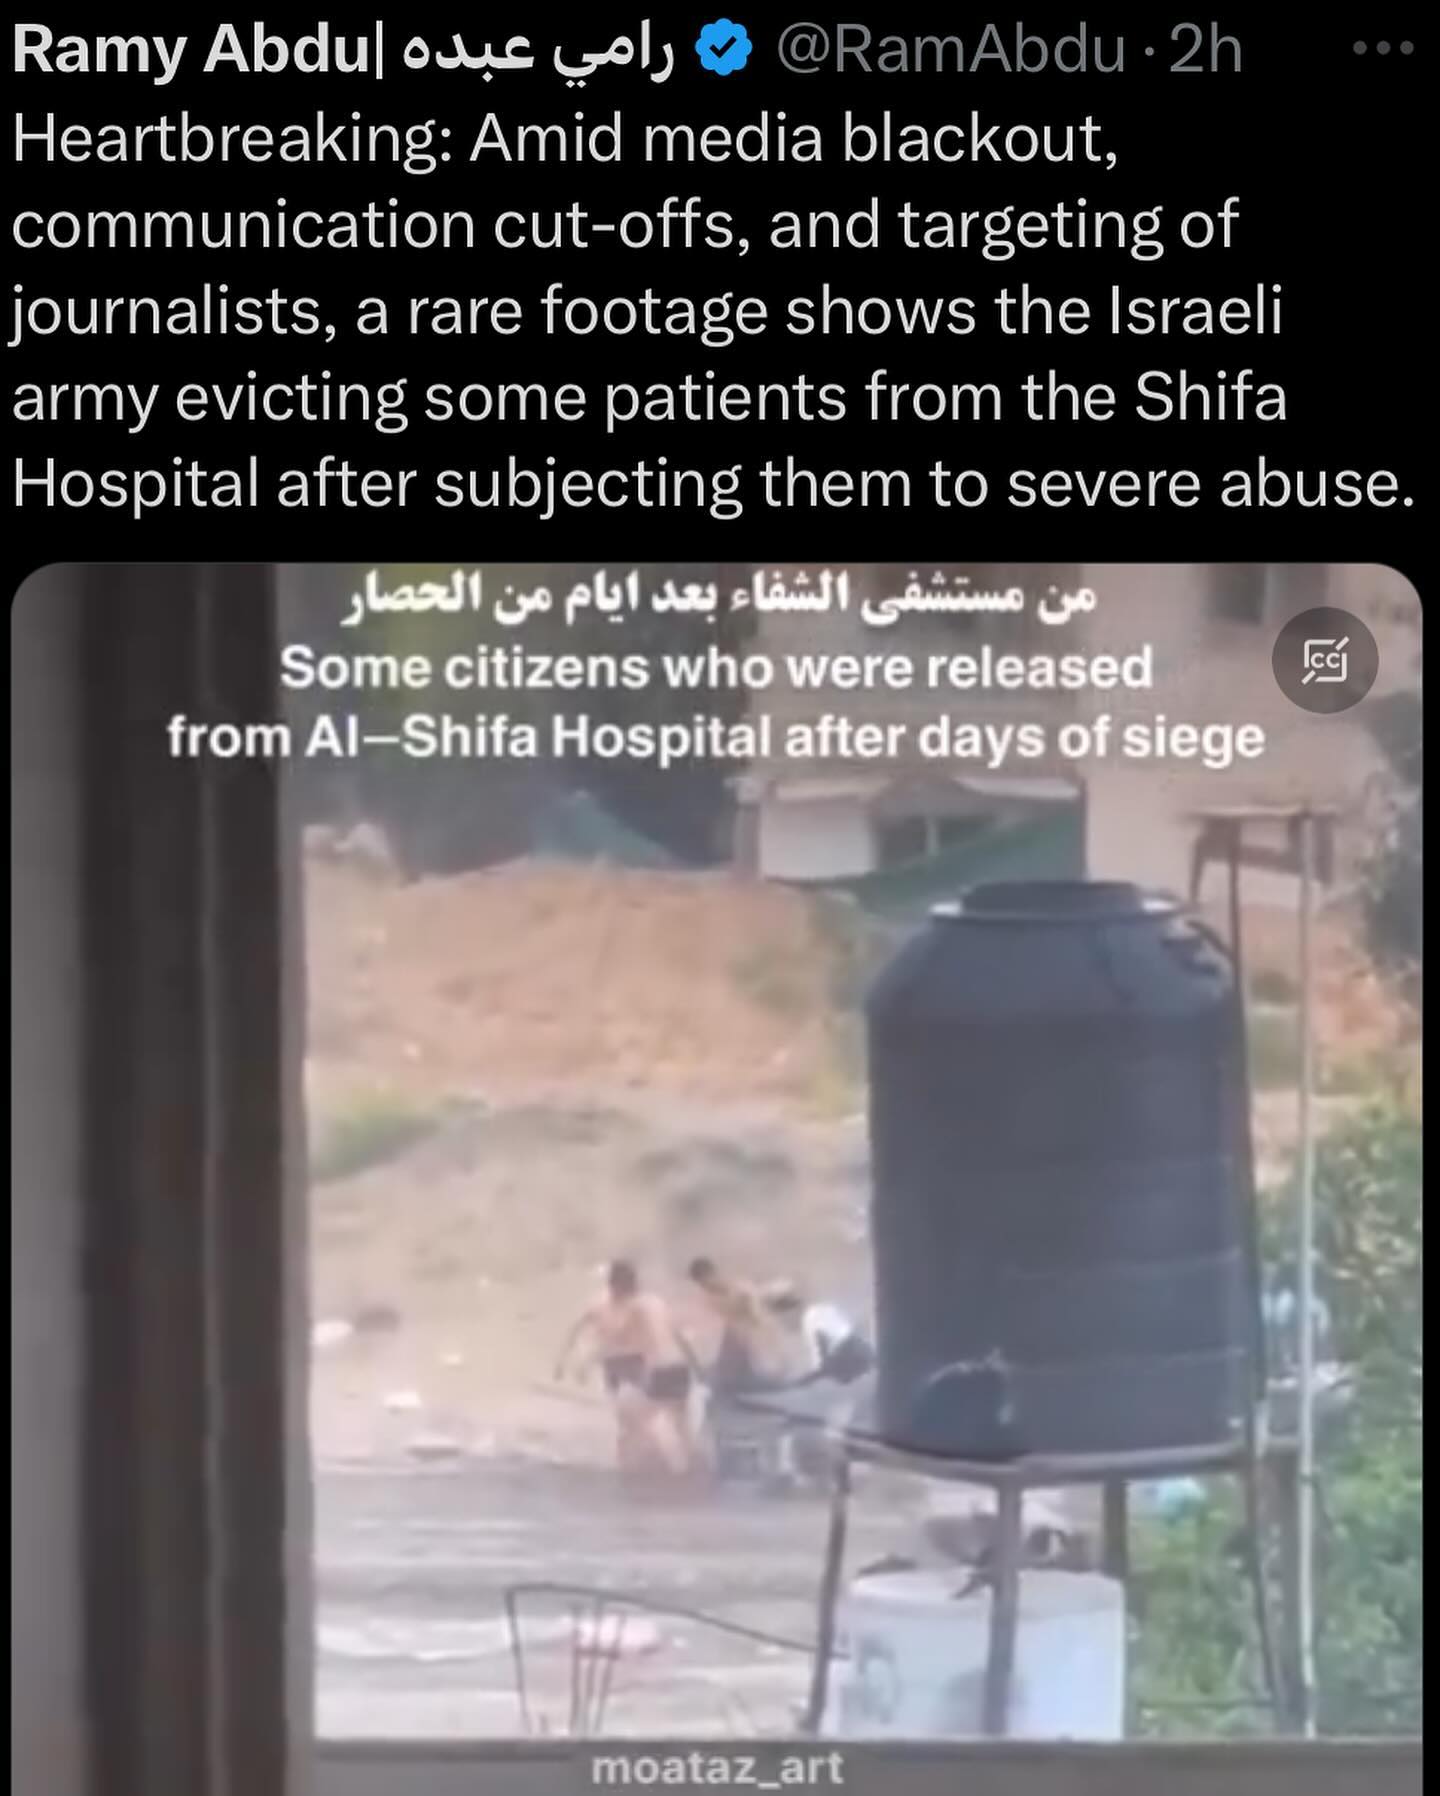 Ramy Abdu| رامي عبده @RamAbdu · 2h
Heartbreaking: Amid media blackout,
communication cut-offs, and targeting of
journalists, a rare footage shows the Israeli
army evicting some patients from the Shifa
Hospital after subjecting them to severe abuse.
من مستشفى الشفاء بعد ايام من الحصار
Some citizens who were released
from Al–Shifa Hospital after days of siege
CC
moataz_art